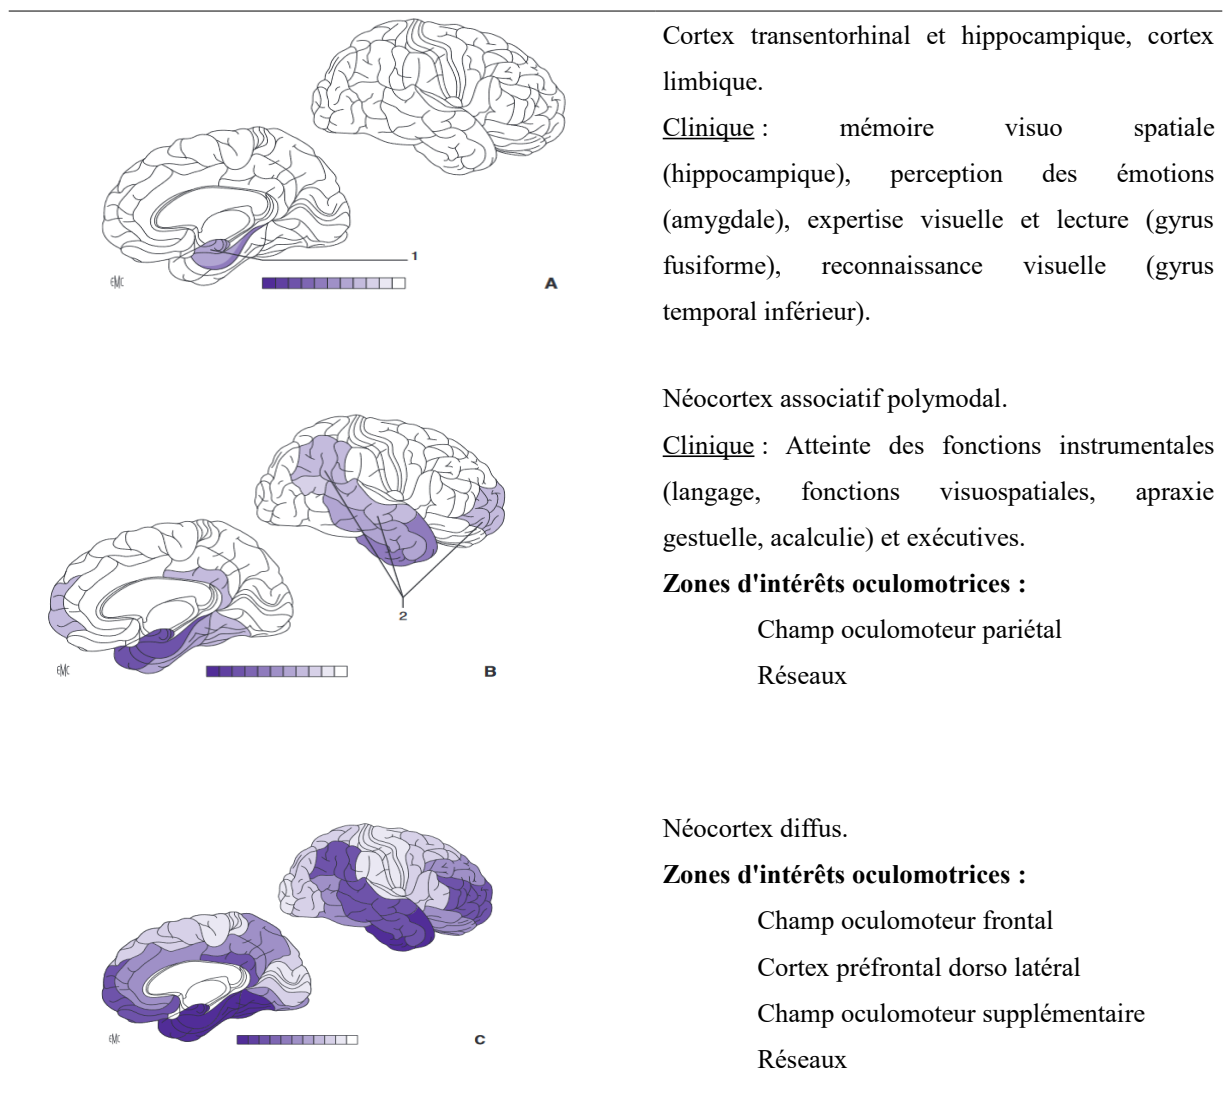 Cortex transentorhinal et hippocampique, cortex
limbique.
Clinique : mémoire visuo spatiale
(hippocampique), perception des émotions
(amygdale), expertise visuelle et lecture (gyrus
fusiforme), reconnaissance visuelle (gyrus
temporal inférieur).
1
EMC
A
Néocortex associatif polymodal.
Clinique : Atteinte des fonctions instrumentales
(langage, fonctions visuospatiales, apraxie
gestuelle, acalculie) et exécutives.
Zones d'intérêts oculomotrices :
Champ oculomoteur pariétal
Réseaux
2
EMC
B
Néocortex diffus.
Zones d'intérêts oculomotrices :
Champ oculomoteur frontal
Cortex préfrontal dorso latéral
Champ oculomoteur supplémentaire
Réseaux
EMC
C